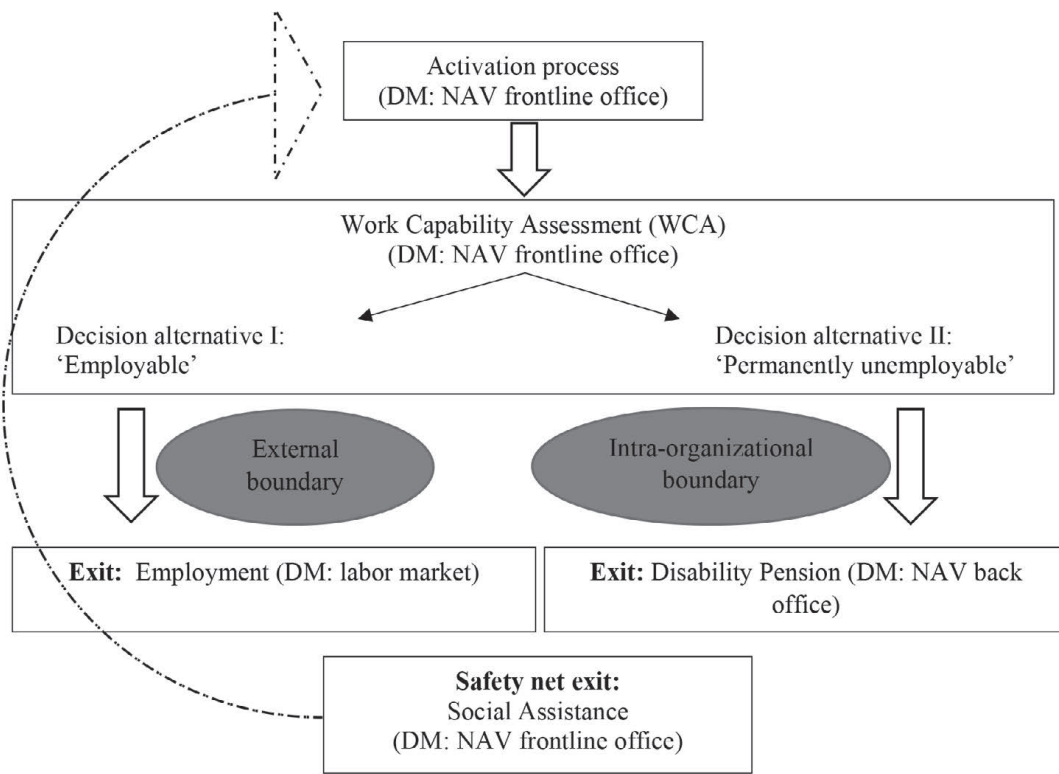 Activation process
(DM: NAV frontline office)
Work Capability Assessment (WCA)
(DM: NAV frontline office)
Decision alternative I:
‘Employable’
Decision alternative II:
‘Permanently unemployable’
External
boundary
Intra-organizational
boundary
Exit: Employment (DM: labor market)
Exit: Disability Pension (DM: NAV back
office)
Safety net exit:
Social Assistance
(DM: NAV frontline office)